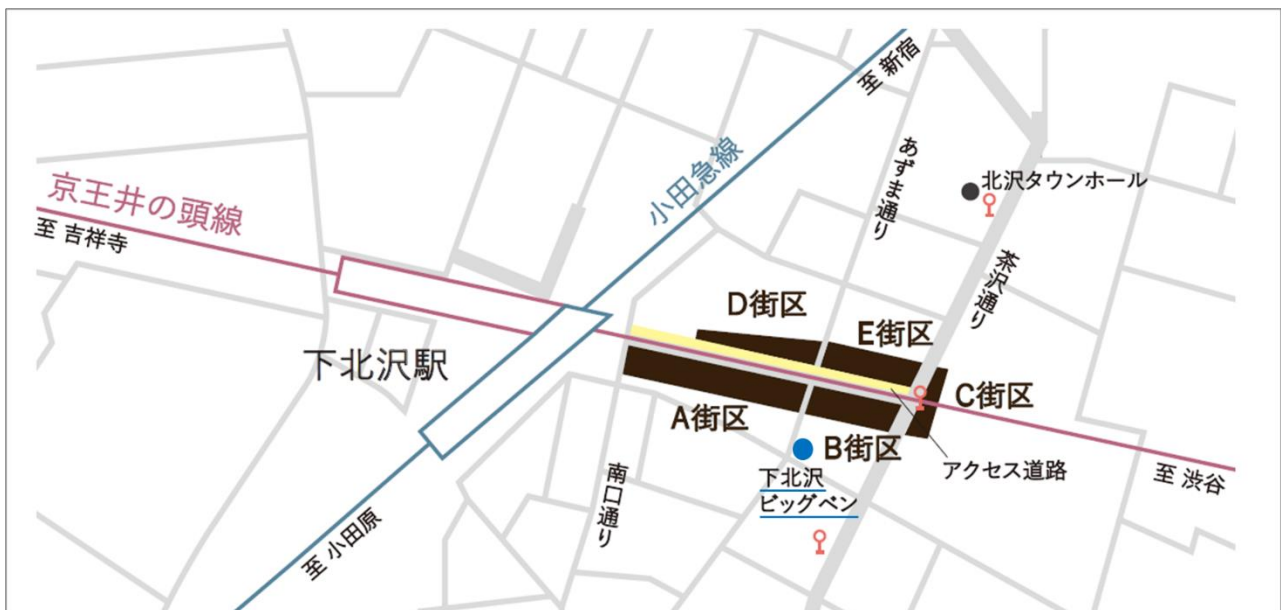 至 新宿
小田急線
あずま通り
北沢タウンホール
京王井の頭線
至 吉祥寺
茶沢通り
D街区
E街区
下北沢駅
C街区
A街区
B街区
アクセス道路
至 渋谷
下北沢
ビッグベン
南口通り
至 小田原